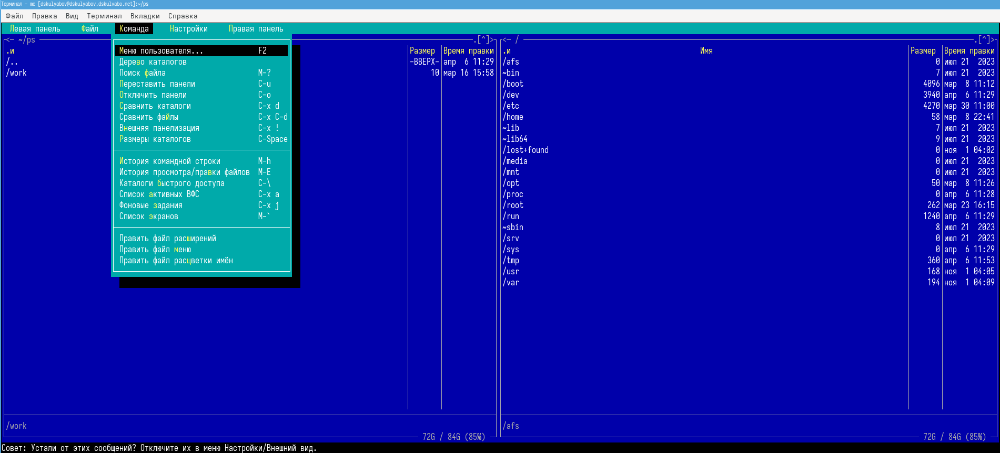 Терминал - mc [dskulyabov@dskulyabov.dskulvabo.net]:~/ps
Файл Правка Вид Терминал Вкладки Справка
Левая панель Файл Команда Настройки Правая панель
<- ~/ps .[^]> <- / .[^]>
.и Меню пользователя... F2 Размер Время правки .и Имя Размер Время правки
/.. Дерево каталогов -ВВЕРХ- апр 6 11:29 /afs 0 июл 21 2023
/work Поиск файла M-? 10 мар 16 15:58 ~bin 7 июл 21 2023
Переставить панели C-u /boot 4096 мар 8 11:12
Отключить панели C-o /dev 3940 апр 6 11:29
Сравнить каталоги C-x d /etc 4270 мар 30 11:00
Сравнить файлы C-x C-d /home 58 мар 8 22:41
Внешняя панелизация C-x ! ~lib 7 июл 21 2023
Размеры каталогов C-Space ~lib64 9 июл 21 2023
/lost+found 0 ноя 1 04:02
История командной строки M-h /media 0 июл 21 2023
История просмотра/правки файлов M-E /mnt 0 июл 21 2023
Каталоги быстрого доступа C-\ /opt 50 мар 8 11:26
Список активных ВФС C-x a /proc 0 апр 6 11:28
Фоновые задания C-x j /root 262 мар 23 16:15
Список экранов M-` /run 1240 апр 6 11:29
~sbin 8 июл 21 2023
Править файл расширений /srv 0 июл 21 2023
Править файл меню /sys 0 апр 6 11:29
Править файл расцветки имён /tmp 360 апр 6 11:53
/usr 168 ноя 1 04:05
/var 194 ноя 1 04:09
/work /afs
72G / 84G (85%) 72G / 84G (85%)
Совет: Устали от этих сообщений? Отключите их в меню Настройки/Внешний вид.